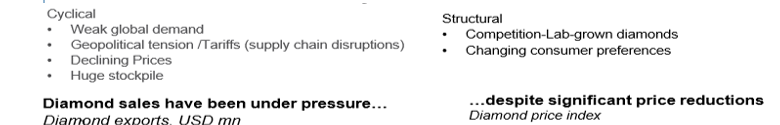 Cyclical
• Weak global demand
• Geopolitical tension /Tariffs (supply chain disruptions)
• Declining Prices
• Huge stockpile
Diamond sales have been under pressure...
Diamond exports, USD mn
Structural
• Competition-Lab-grown diamonds
• Changing consumer preferences
...despite significant price reductions
Diamond price index